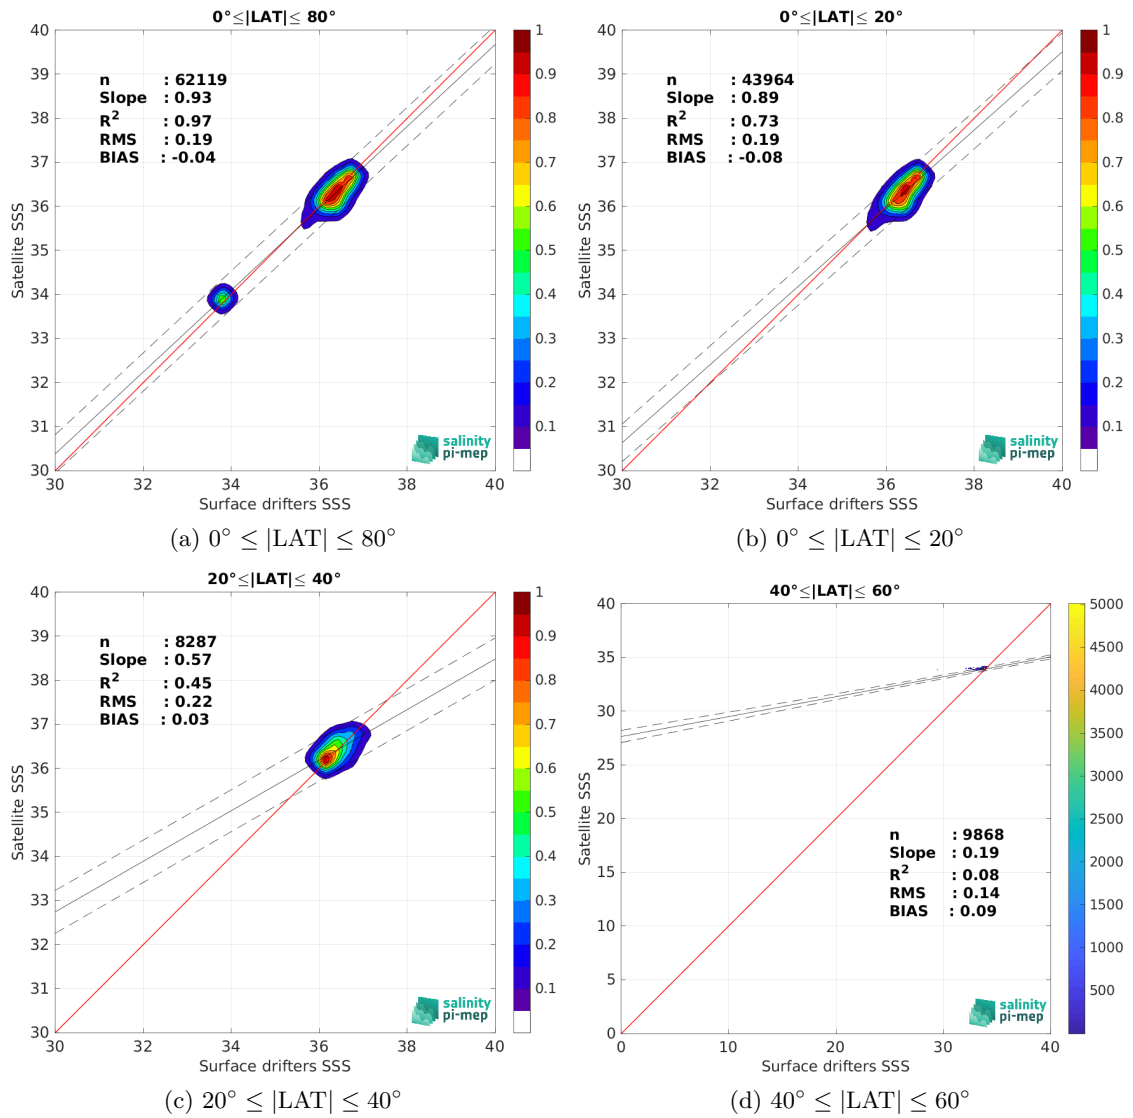 0°≤|LAT|≤ 80°
40
39
38
37
36
35
34
33
32
31
30
Satellite SSS
n : 62119
Slope : 0.93
R2 : 0.97
RMS : 0.19
BIAS : -0.04
salinity
pi-mep
30 32 34 36 38 40
Surface drifters SSS
1
0.9
0.8
0.7
0.6
0.5
0.4
0.3
0.2
0.1
(a) 0° ≤ |LAT| ≤ 80°
0°≤|LAT|≤ 20°
40
39
38
37
36
35
34
33
32
31
30
Satellite SSS
n : 43964
Slope : 0.89
R2 : 0.73
RMS : 0.19
BIAS : -0.08
salinity
pi-mep
30 32 34 36 38 40
Surface drifters SSS
1
0.9
0.8
0.7
0.6
0.5
0.4
0.3
0.2
0.1
(b) 0° ≤ |LAT| ≤ 20°
20°≤|LAT|≤ 40°
40
39
38
37
36
35
34
33
32
31
30
Satellite SSS
n : 8287
Slope : 0.57
R2 : 0.45
RMS : 0.22
BIAS : 0.03
salinity
pi-mep
30 32 34 36 38 40
Surface drifters SSS
1
0.9
0.8
0.7
0.6
0.5
0.4
0.3
0.2
0.1
(c) 20° ≤ |LAT| ≤ 40°
40°≤|LAT|≤ 60°
40
35
30
25
20
15
10
5
0
Satellite SSS
n : 9868
Slope : 0.19
R2 : 0.08
RMS : 0.14
BIAS : 0.09
salinity
pi-mep
0 10 20 30 40
Surface drifters SSS
5000
4500
4000
3500
3000
2500
2000
1500
1000
500
(d) 40° ≤ |LAT| ≤ 60°